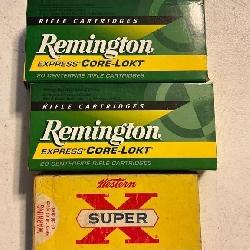 RIFLE CARTRIDGES
Remington
EXPRESS CORE-LOKT
20 CENTERFIRE RIFLE CARTRIDGES
RIFLE CARTRIDGES
Remington
EXPRESS CORE-LOKT
20 CENTERFIRE RIFLE CARTRIDGES
Western
SUPER
X
WARNING